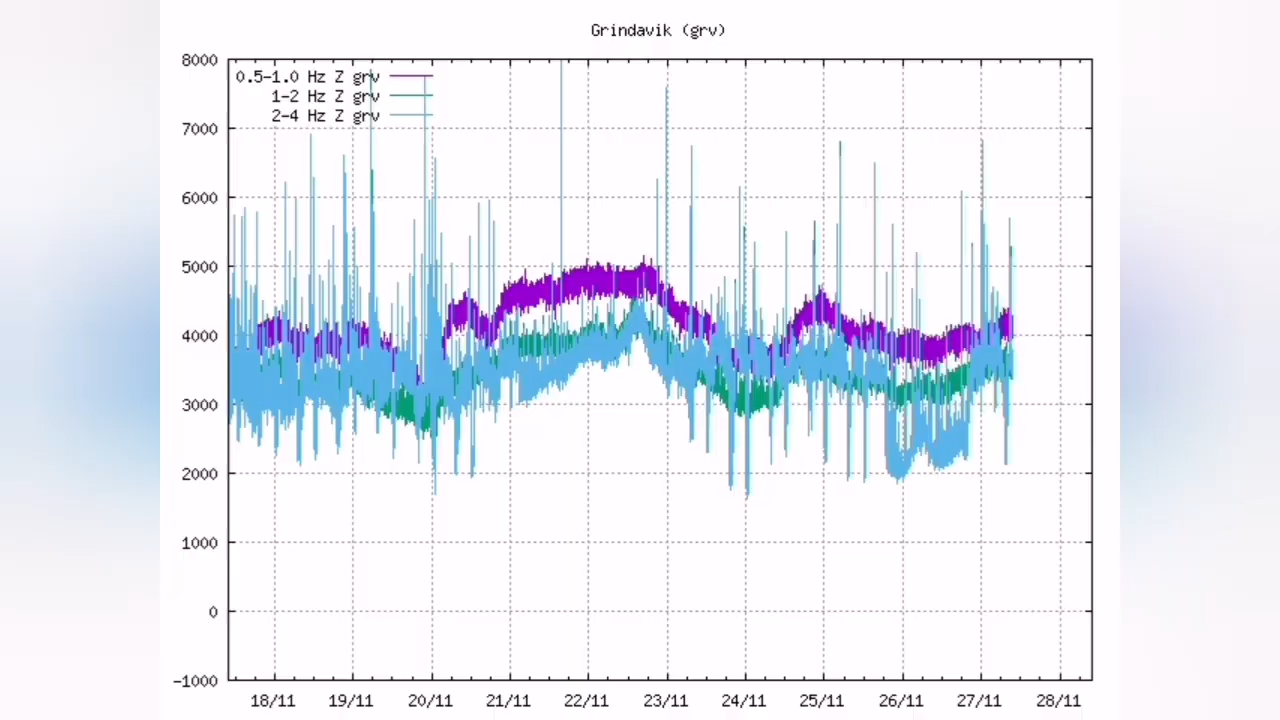 Grindavik (grv)
8000
0.5-1.0 Hz Z grv
1-2 Hz Z grv
2-4 Hz Z grv
7000
6000
5000
4000
3000
2000
1000
0
-1000
18/11 19/11 20/11 21/11 22/11 23/11 24/11 25/11 26/11 27/11 28/11